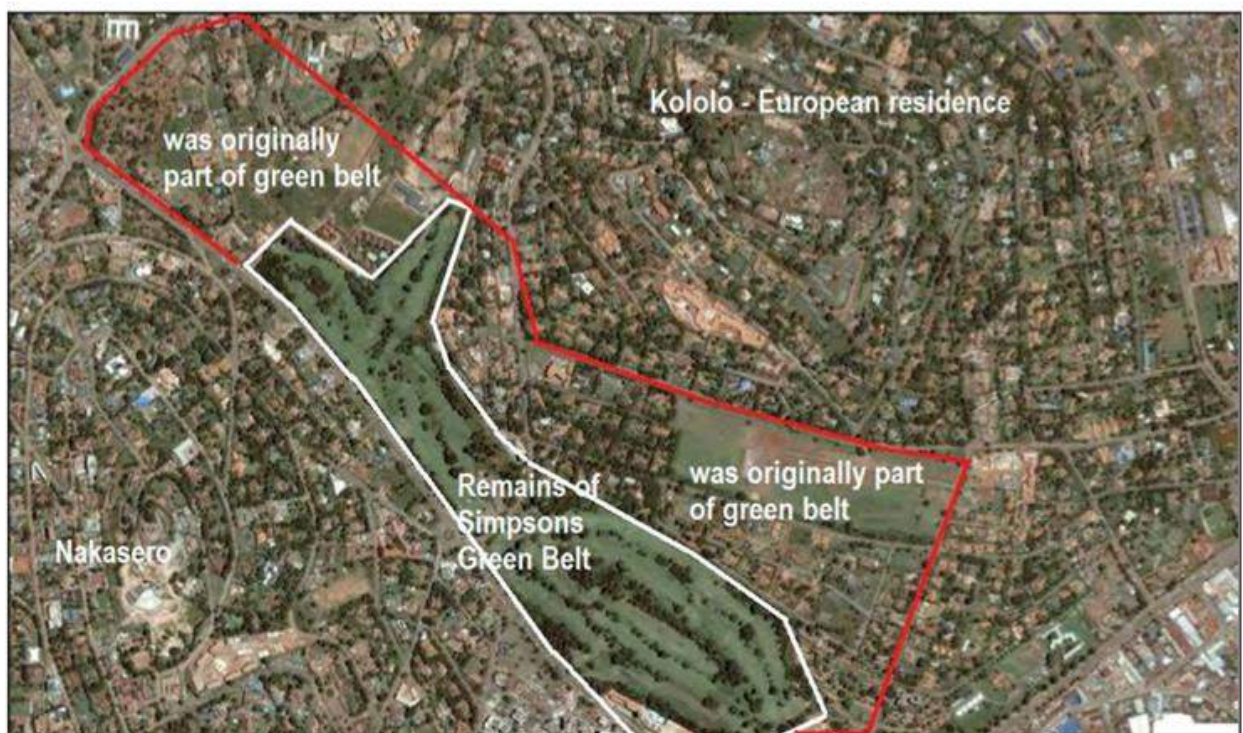 Kololo - European residence
was originally
part of green belt
was originally part
of green belt
Remains of
Simpsons
Green Belt
Nakasero